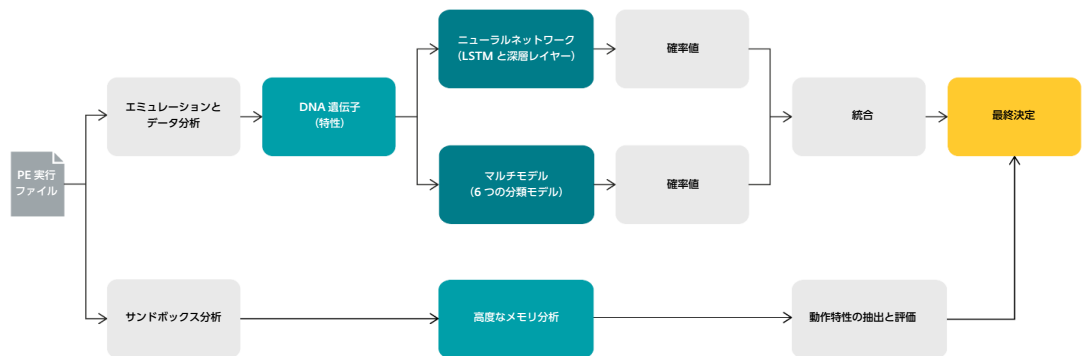 ニューラルネットワーク
（LSTM と深層レイヤー）
確率値
エミュレーションと
データ分析
DNA 遺伝子
（特性）
統合
最終決定
PE 実行
ファイル
マルチモデル
（6 つの分類モデル）
確率値
サンドボックス分析
高度なメモリ分析
動作特性の抽出と評価